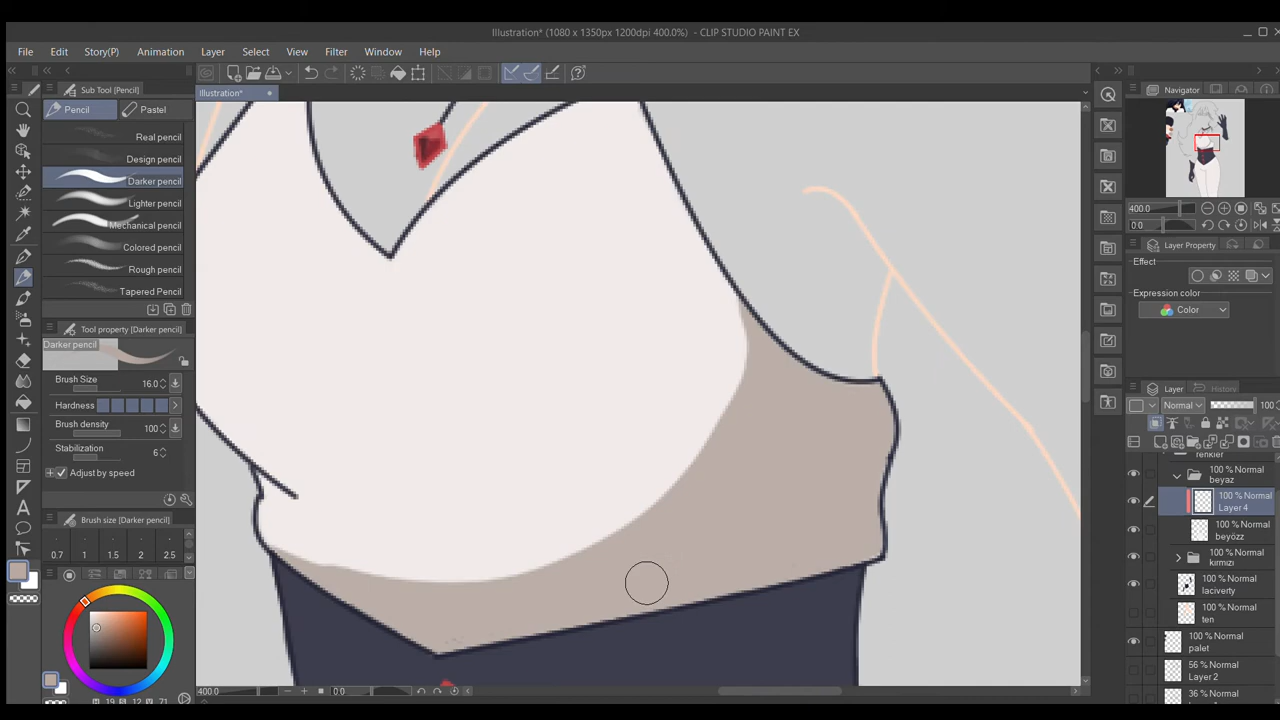 Illustration* (1080 x 1350px 1200dpi 400.0%) - CLIP STUDIO PAINT EX
File Edit Story(P) Animation Layer Select View Filter Window Help
Illustration*
Sub Tool [Pencil]
Pencil Pastel
Real pencil
Design pencil
Darker pencil
Lighter pencil
Mechanical pencil
Colored pencil
Rough pencil
Tapered Pencil
Tool property [Darker pencil]
Darker pencil
Brush Size 16.0
Hardness
Brush density 100
Stabilization 6
Adjust by speed
Brush size [Darker pencil]
0.7 1 1.5 2 2.5
H 19 S 12 V 71
400.0 0.0
Navigator
400.0
0.0
Layer Property
Effect
Expression color
Color
Layer History
Normal 100
renkler
100 % Normal
beyaz
100 % Normal
Layer 4
100 % Normal
beyözz
100 % Normal
kırmızı
100 % Normal
laciverty
100 % Normal
ten
100 % Normal
palet
56 % Normal
Layer 2
36 % Normal